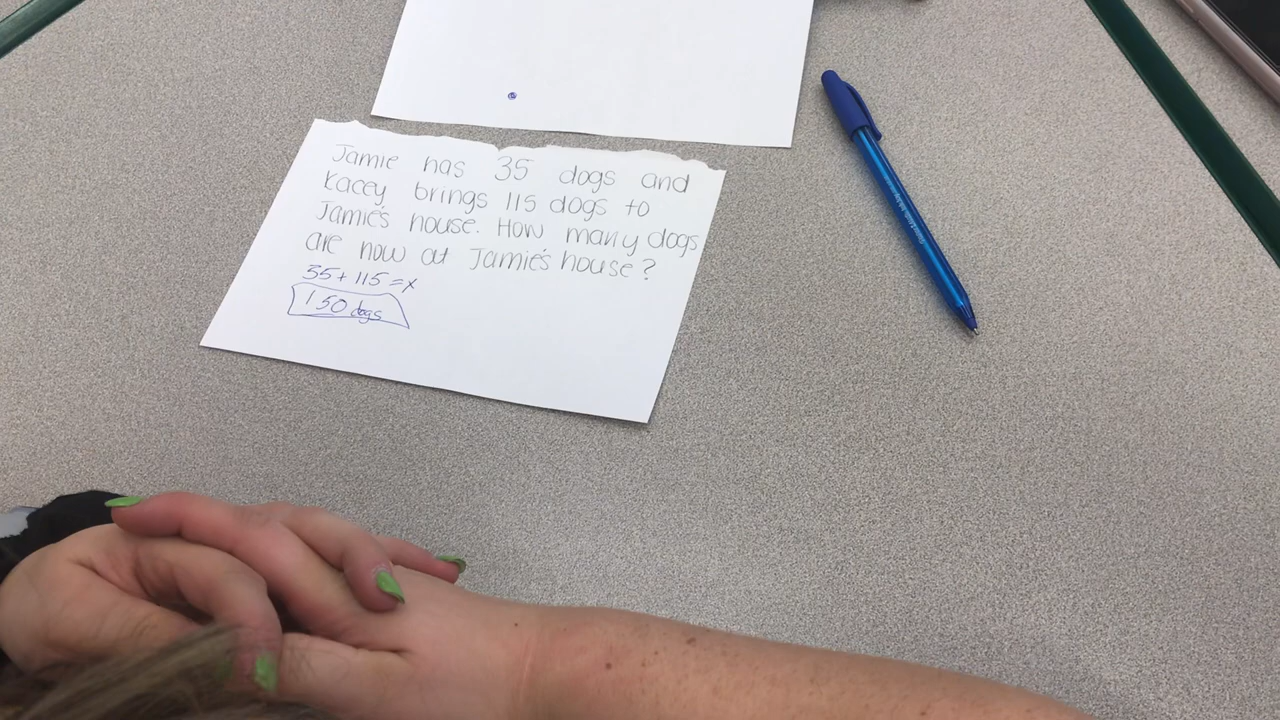 Jamie has 35 dogs and
Kacey brings 115 dogs to
Jamie's house. How many dogs
are now at Jamie's house?
35+115=x
150 dogs